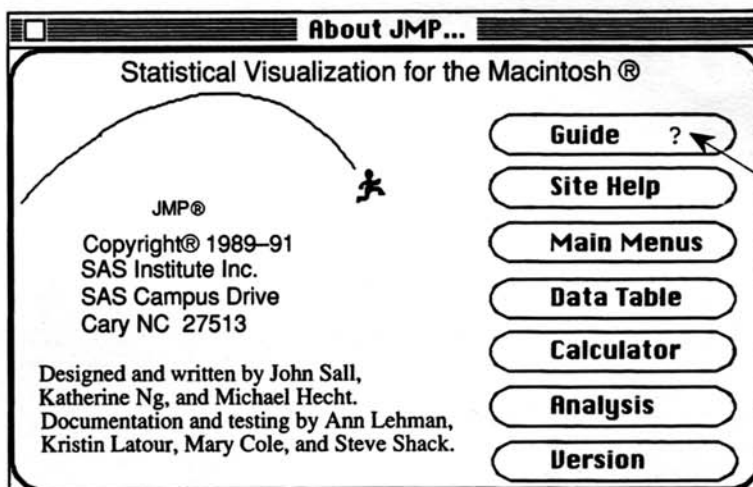 About JMP...
Statistical Visualization for the Macintosh ®
JMP®
Copyright® 1989–91
SAS Institute Inc.
SAS Campus Drive
Cary NC 27513
Designed and written by John Sall,
Katherine Ng, and Michael Hecht.
Documentation and testing by Ann Lehman,
Kristin Latour, Mary Cole, and Steve Shack.
Guide ?
Site Help
Main Menus
Data Table
Calculator
Analysis
Version